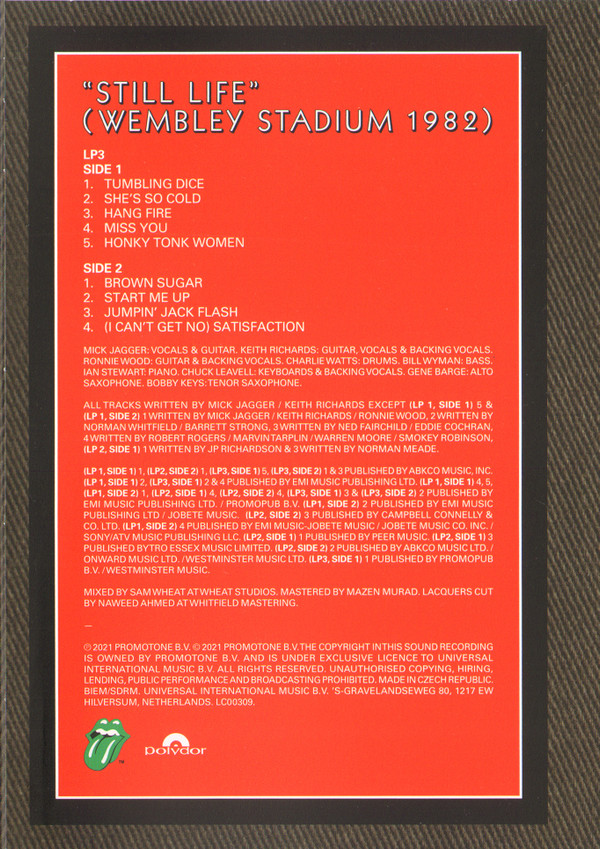 “STILL LIFE”
(WEMBLEY STADIUM 1982)
LP3
SIDE 1
1. TUMBLING DICE
2. SHE'S SO COLD
3. HANG FIRE
4. MISS YOU
5. HONKY TONK WOMEN
SIDE 2
1. BROWN SUGAR
2. START ME UP
3. JUMPIN' JACK FLASH
4. (I CAN'T GET NO) SATISFACTION
MICK JAGGER: VOCALS & GUITAR. KEITH RICHARDS: GUITAR, VOCALS & BACKING VOCALS.
RONNIE WOOD: GUITAR & BACKING VOCALS. CHARLIE WATTS: DRUMS. BILL WYMAN: BASS.
IAN STEWART: PIANO. CHUCK LEAVELL: KEYBOARDS & BACKING VOCALS. GENE BARGE: ALTO
SAXOPHONE. BOBBY KEYS: TENOR SAXOPHONE.
ALL TRACKS WRITTEN BY MICK JAGGER / KEITH RICHARDS EXCEPT (LP 1, SIDE 1) 5 &
(LP 1, SIDE 2) 1 WRITTEN BY MICK JAGGER / KEITH RICHARDS / RONNIE WOOD, 2 WRITTEN BY
NORMAN WHITFIELD / BARRETT STRONG, 3 WRITTEN BY NED FAIRCHILD / EDDIE COCHRAN,
4 WRITTEN BY ROBERT ROGERS / MARVIN TARPLIN / WARREN MOORE / SMOKEY ROBINSON,
(LP 2, SIDE 1) 1 WRITTEN BY JP RICHARDSON & 3 WRITTEN BY NORMAN MEADE.
(LP 1, SIDE 1) 1, (LP2, SIDE 2) 1, (LP3, SIDE 1) 5, (LP3, SIDE 2) 1 & 3 PUBLISHED BY ABKCO MUSIC, INC.
(LP 1, SIDE 1) 2, (LP3, SIDE 1) 2 & 4 PUBLISHED BY EMI MUSIC PUBLISHING LTD. (LP 1, SIDE 1) 4, 5,
(LP1, SIDE 2) 1, (LP2, SIDE 1) 4, (LP2, SIDE 2) 4, (LP3, SIDE 1) 3 & (LP3, SIDE 2) 2 PUBLISHED BY
EMI MUSIC PUBLISHING LTD. / PROMOPUB B.V. (LP1, SIDE 2) 2 PUBLISHED BY EMI MUSIC
PUBLISHING LTD / JOBETE MUSIC. (LP2, SIDE 2) 3 PUBLISHED BY CAMPBELL CONNELLY &
CO. LTD. (LP1, SIDE 2) 4 PUBLISHED BY EMI MUSIC-JOBETE MUSIC / JOBETE MUSIC CO. INC. /
SONY/ATV MUSIC PUBLISHING LLC. (LP2, SIDE 1) 1 PUBLISHED BY PEER MUSIC. (LP2, SIDE 1) 3
PUBLISHED BY TRO ESSEX MUSIC LIMITED. (LP2, SIDE 2) 2 PUBLISHED BY ABKCO MUSIC LTD. /
ONWARD MUSIC LTD. / WESTMINSTER MUSIC LTD. (LP3, SIDE 1) 1 PUBLISHED BY PROMOPUB
B.V. / WESTMINSTER MUSIC.
MIXED BY SAM WHEAT AT WHEAT STUDIOS. MASTERED BY MAZEN MURAD. LACQUERS CUT
BY NAWEED AHMED AT WHITFIELD MASTERING.
—
℗ 2021 PROMOTONE B.V. © 2021 PROMOTONE B.V. THE COPYRIGHT IN THIS SOUND RECORDING
IS OWNED BY PROMOTONE B.V. AND IS UNDER EXCLUSIVE LICENCE TO UNIVERSAL
INTERNATIONAL MUSIC B.V. ALL RIGHTS RESERVED. UNAUTHORISED COPYING, HIRING,
LENDING, PUBLIC PERFORMANCE AND BROADCASTING PROHIBITED. MADE IN CZECH REPUBLIC.
BIEM/SDRM. UNIVERSAL INTERNATIONAL MUSIC B.V. 'S-GRAVELANDSEWEG 80, 1217 EW
HILVERSUM, NETHERLANDS. LC00309.
TM
polydor